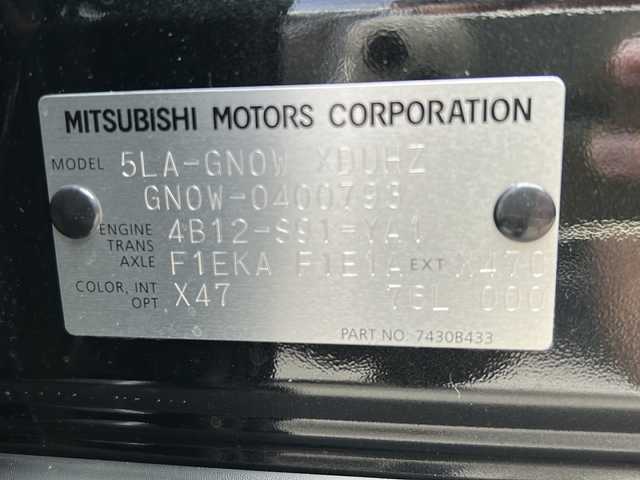 MITSUBISHI MOTORS CORPORATION
MODEL 5LA-GN0W XDUHZ
GN0W-0400793
ENGINE 4B12-S91-YA1
TRANS
AXLE F1EKA F1E1A EXT X470
COLOR, INT X47 76L 000
OPT
PART NO: 7430B433